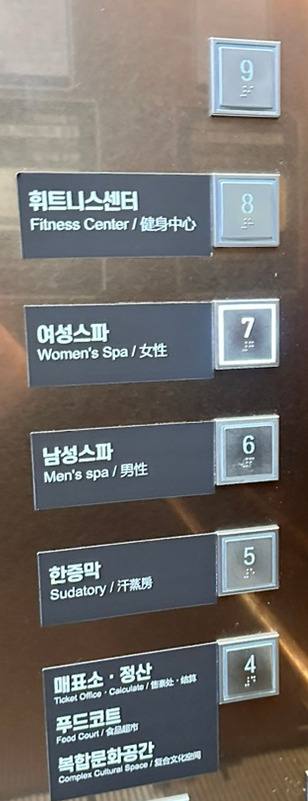 9
휘트니스센터
Fitness Center / 健身中心
8
여성스파
Women's Spa / 女性
7
남성스파
Men's spa / 男性
6
한증막
Sudatory / 汗蒸房
5
매표소 · 정산
Ticket Office · Calculate / 售票处 · 结算
푸드코트
Food Court / 食品超市
복합문화공간
Complex Cultural Space / 复合文化空间
4